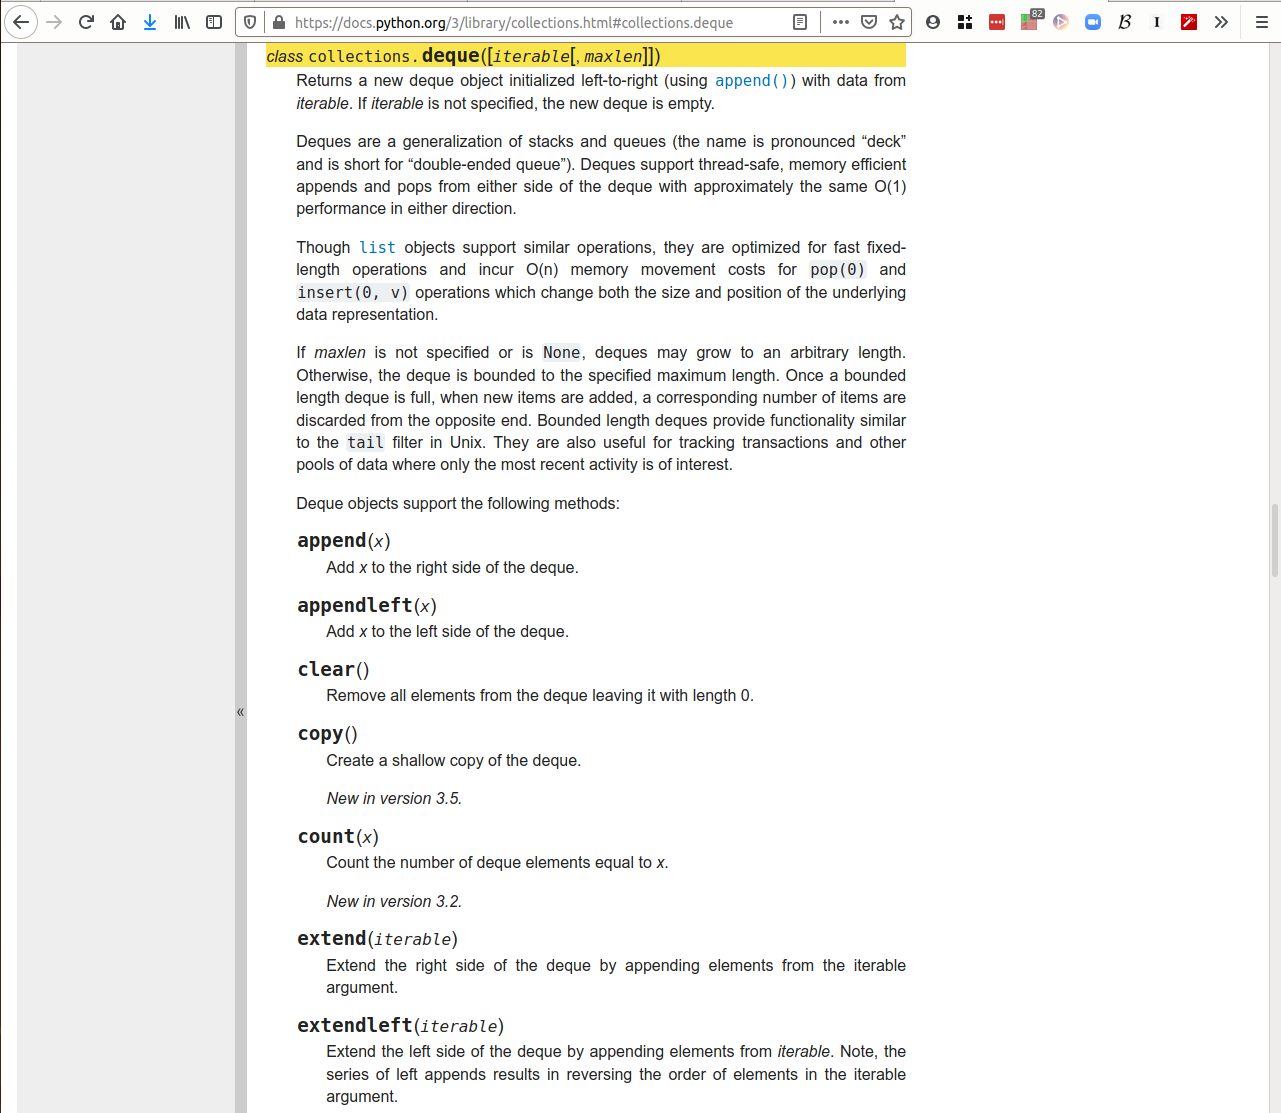 https://docs.python.org/3/library/collections.html#collections.deque
82
B
I
class collections.deque([iterable[, maxlen]])
Returns a new deque object initialized left-to-right (using append()) with data from
iterable. If iterable is not specified, the new deque is empty.
Deques are a generalization of stacks and queues (the name is pronounced “deck”
and is short for “double-ended queue”). Deques support thread-safe, memory efficient
appends and pops from either side of the deque with approximately the same O(1)
performance in either direction.
Though list objects support similar operations, they are optimized for fast fixed-
length operations and incur O(n) memory movement costs for pop(0) and
insert(0, v) operations which change both the size and position of the underlying
data representation.
If maxlen is not specified or is None, deques may grow to an arbitrary length.
Otherwise, the deque is bounded to the specified maximum length. Once a bounded
length deque is full, when new items are added, a corresponding number of items are
discarded from the opposite end. Bounded length deques provide functionality similar
to the tail filter in Unix. They are also useful for tracking transactions and other
pools of data where only the most recent activity is of interest.
Deque objects support the following methods:
append(x)
Add x to the right side of the deque.
appendleft(x)
Add x to the left side of the deque.
clear()
Remove all elements from the deque leaving it with length 0.
«
copy()
Create a shallow copy of the deque.
New in version 3.5.
count(x)
Count the number of deque elements equal to x.
New in version 3.2.
extend(iterable)
Extend the right side of the deque by appending elements from the iterable
argument.
extendleft(iterable)
Extend the left side of the deque by appending elements from iterable. Note, the
series of left appends results in reversing the order of elements in the iterable
argument.